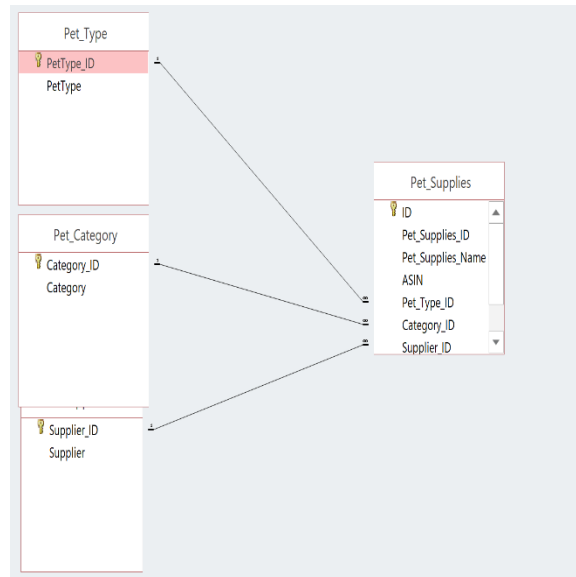 Pet_Type
PetType_ID
PetType
Pet_Category
Category_ID
Category
Supplier_ID
Supplier
Pet_Supplies
ID
Pet_Supplies_ID
Pet_Supplies_Name
ASIN
Pet_Type_ID
Category_ID
Supplier_ID